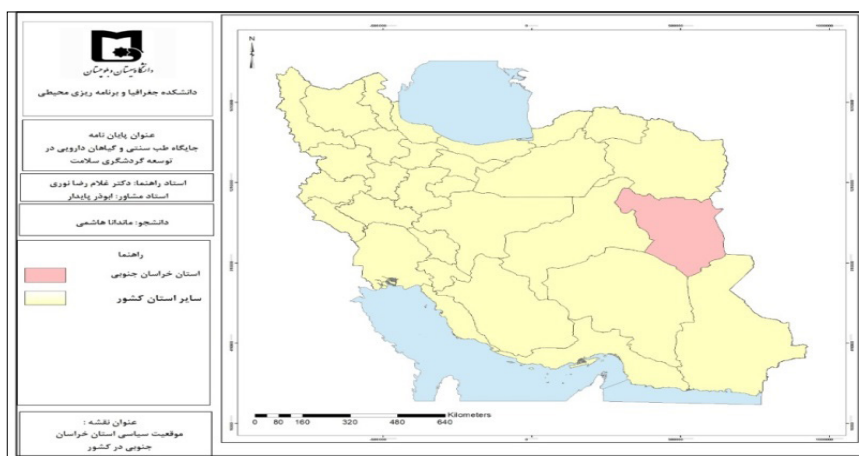 دانشگاه سیستان و بلوچستان
دانشکده جغرافیا و برنامه ریزی محیطی
عنوان پایان نامه
جایگاه طب سنتی و گیاهان دارویی در
توسعه گردشگری سلامت
استاد راهنما: دکتر غلام رضا نوری
استاد مشاور: ابوذر پایدار
دانشجو: ماندانا هاشمی
راهنما
استان خراسان جنوبی
سایر استان کشور
عنوان نقشه :
موقعیت سیاسی استان خراسان
جنوبی در کشور
N
Kilometers
0 80 160 320 480 640